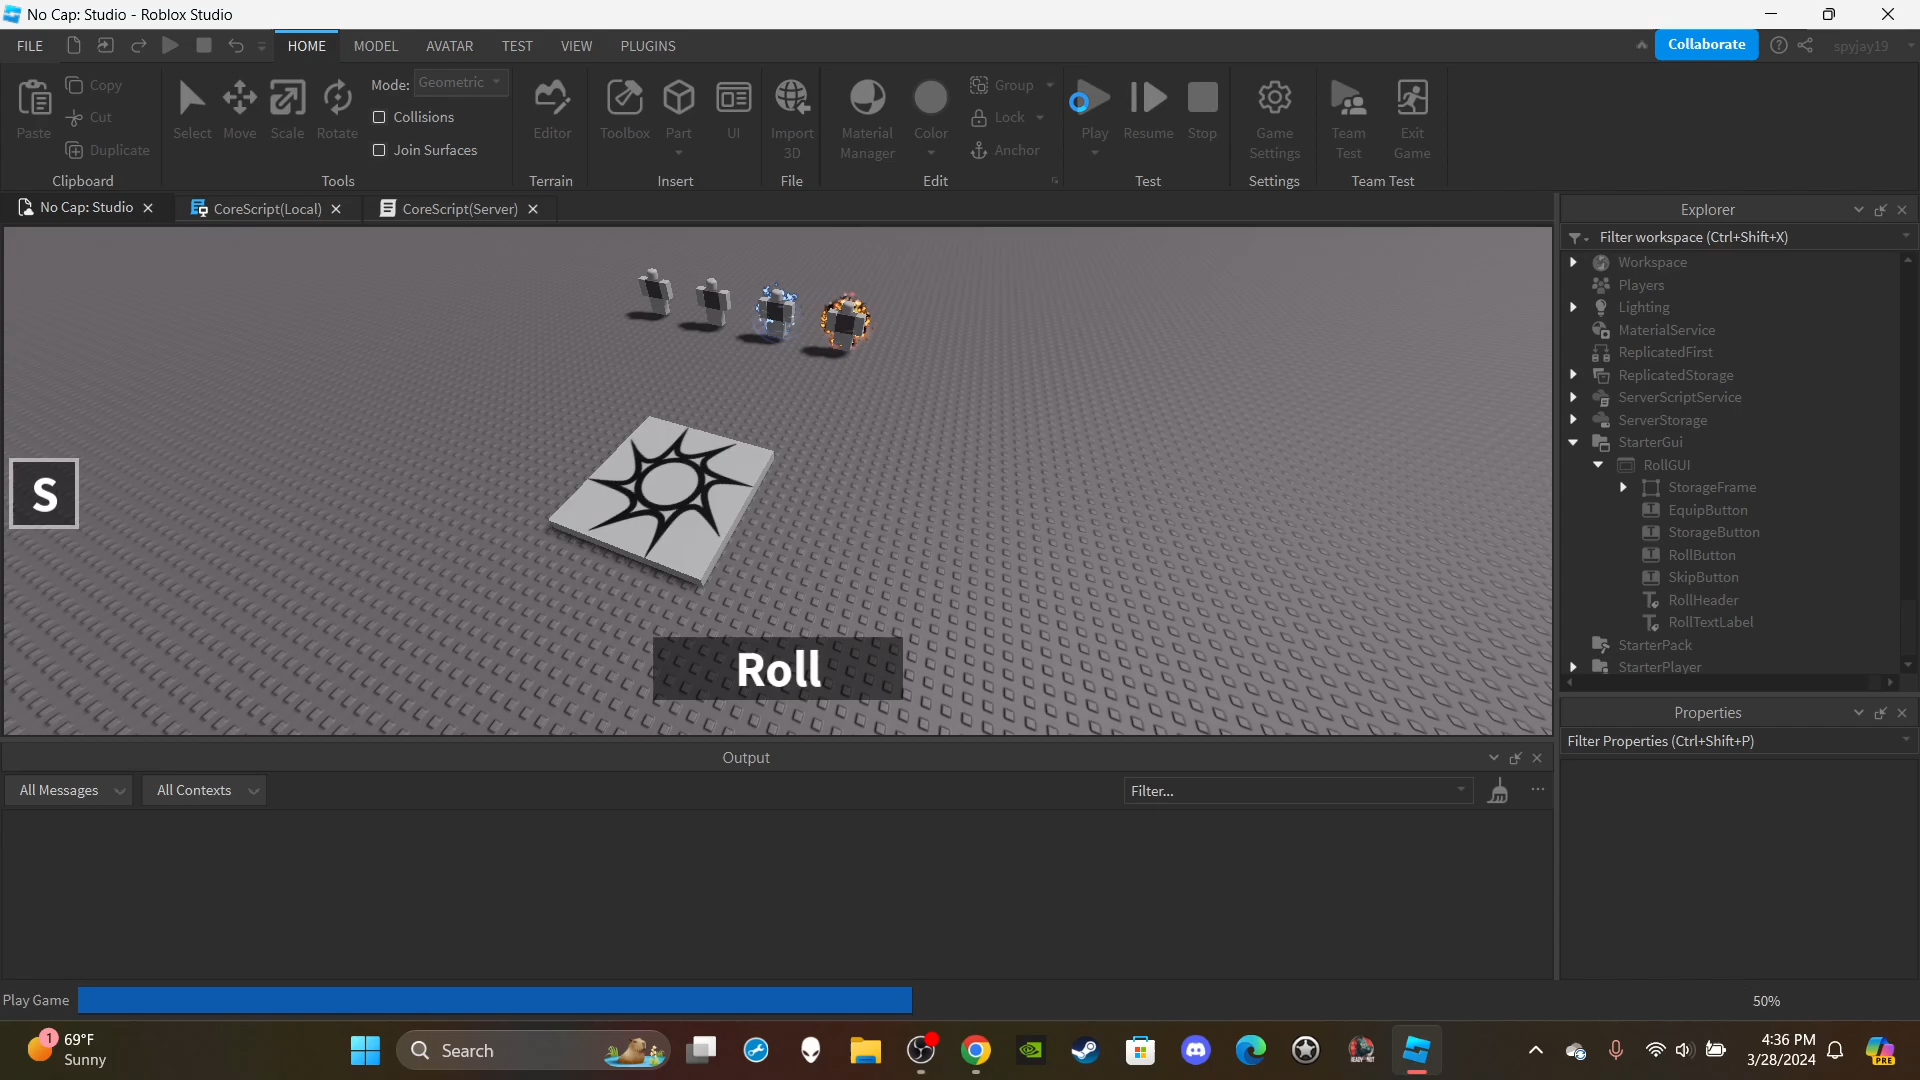 No Cap: Studio - Roblox Studio
FILE HOME MODEL AVATAR TEST VIEW PLUGINS Collaborate spyjay19
Paste Copy Cut Duplicate Clipboard
Select Move Scale Rotate Mode: Geometric Collisions Join Surfaces Tools
Editor Terrain
Toolbox Part UI Insert
Import 3D File
Material Manager Color Group Lock Anchor Edit
Play Resume Stop Test
Game Settings Settings
Team Test Exit Game Team Test
No Cap: Studio CoreScript(Local) CoreScript(Server)
S
Roll
Explorer
Filter workspace (Ctrl+Shift+X)
Workspace
Players
Lighting
MaterialService
ReplicatedFirst
ReplicatedStorage
ServerScriptService
ServerStorage
StarterGui
RollGUI
StorageFrame
EquipButton
StorageButton
RollButton
SkipButton
RollHeader
RollTextLabel
StarterPack
StarterPlayer
Properties
Filter Properties (Ctrl+Shift+P)
Output
All Messages All Contexts Filter...
Play Game 50%
1 69°F
Sunny
Search
4:36 PM
3/28/2024
PRE